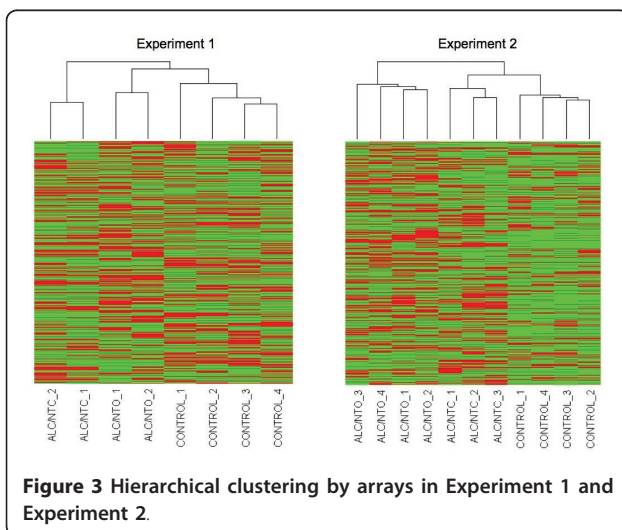 Experiment 1
Experiment 2
ALC/NTC_2
ALC/NTC_1
ALC/NTO_1
ALC/NTO_2
CONTROL_1
CONTROL_2
CONTROL_3
CONTROL_4
ALC/NTO_3
ALC/NTO_4
ALC/NTO_1
ALC/NTO_2
ALC/NTC_1
ALC/NTC_2
ALC/NTC_3
CONTROL_1
CONTROL_4
CONTROL_3
CONTROL_2
Figure 3 Hierarchical clustering by arrays in Experiment 1 and
Experiment 2.